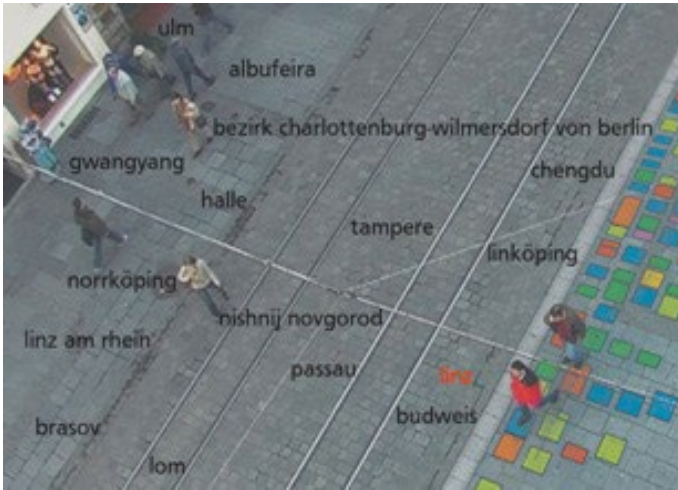 ulm
albufeira
bezirk charlottenburg-wilmersdorf von berlin
gwangyang
chengdu
halle
tampere
linköping
norrköping
nishnij novgorod
linz am rhein
passau
linz
budweis
brasov
lom